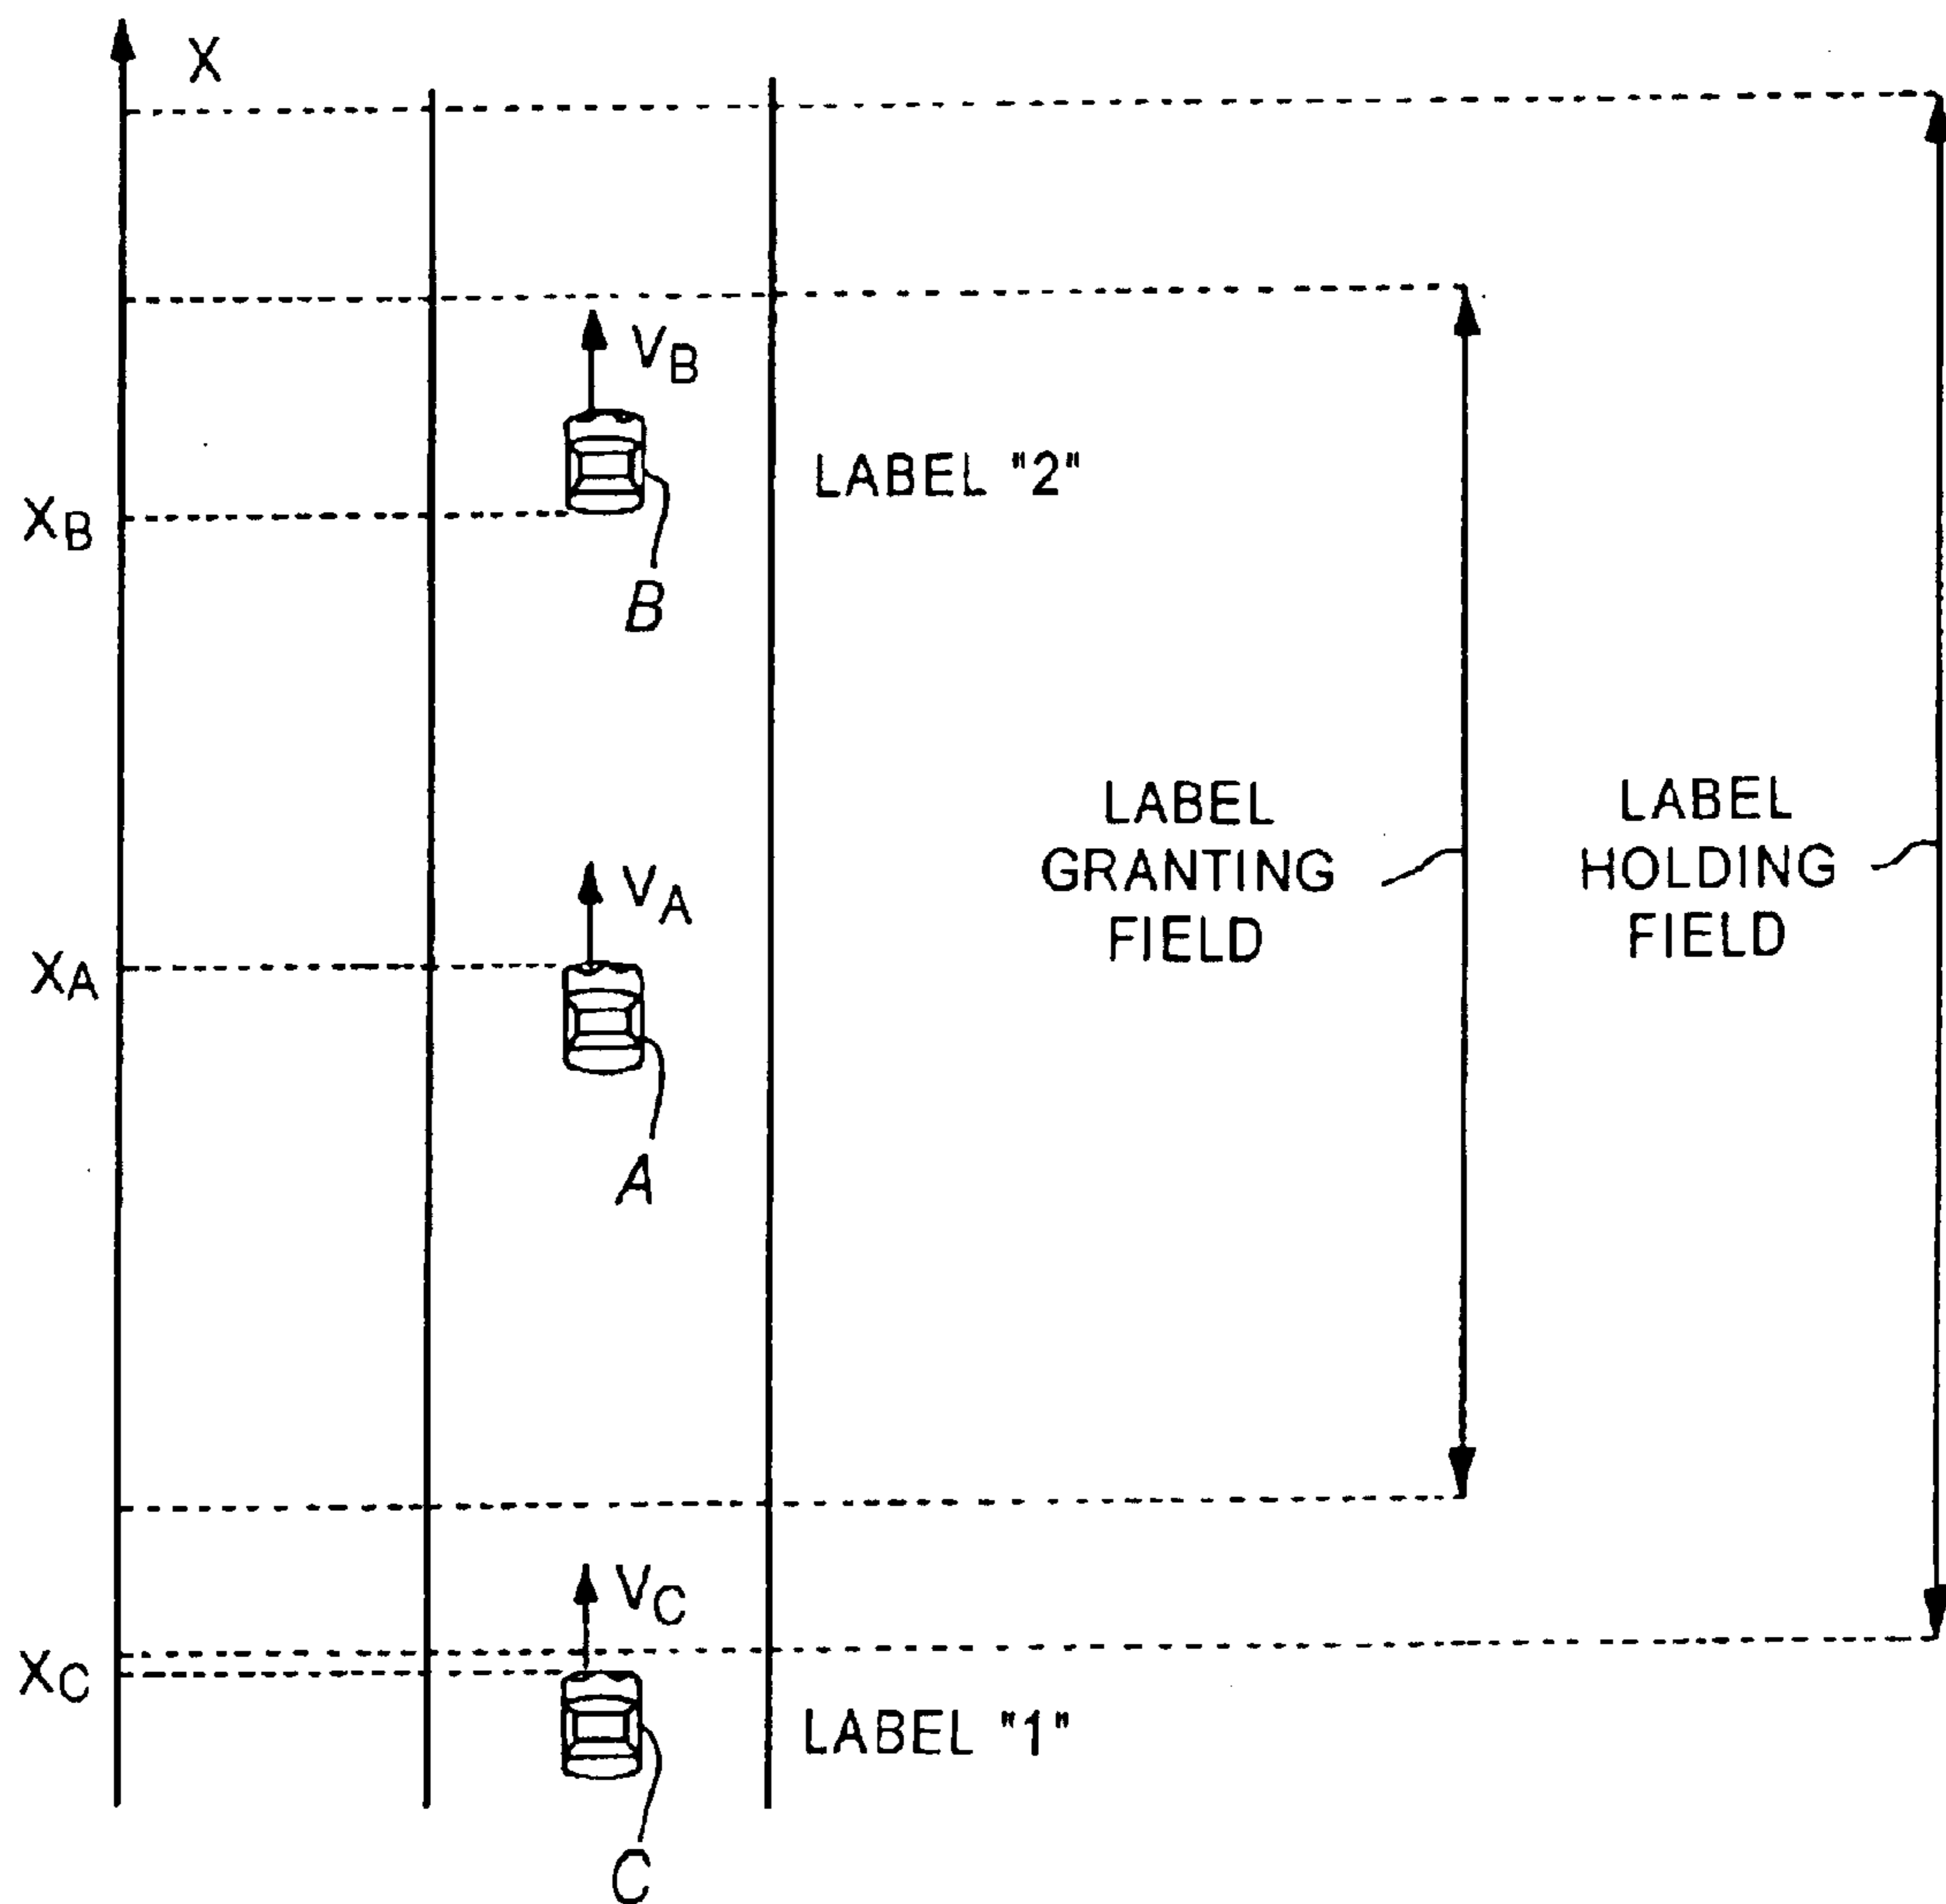 X
VB
LABEL "2"
XB
B
LABEL
GRANTING
FIELD
LABEL
HOLDING
FIELD
VA
XA
A
VC
XC
LABEL "1"
C